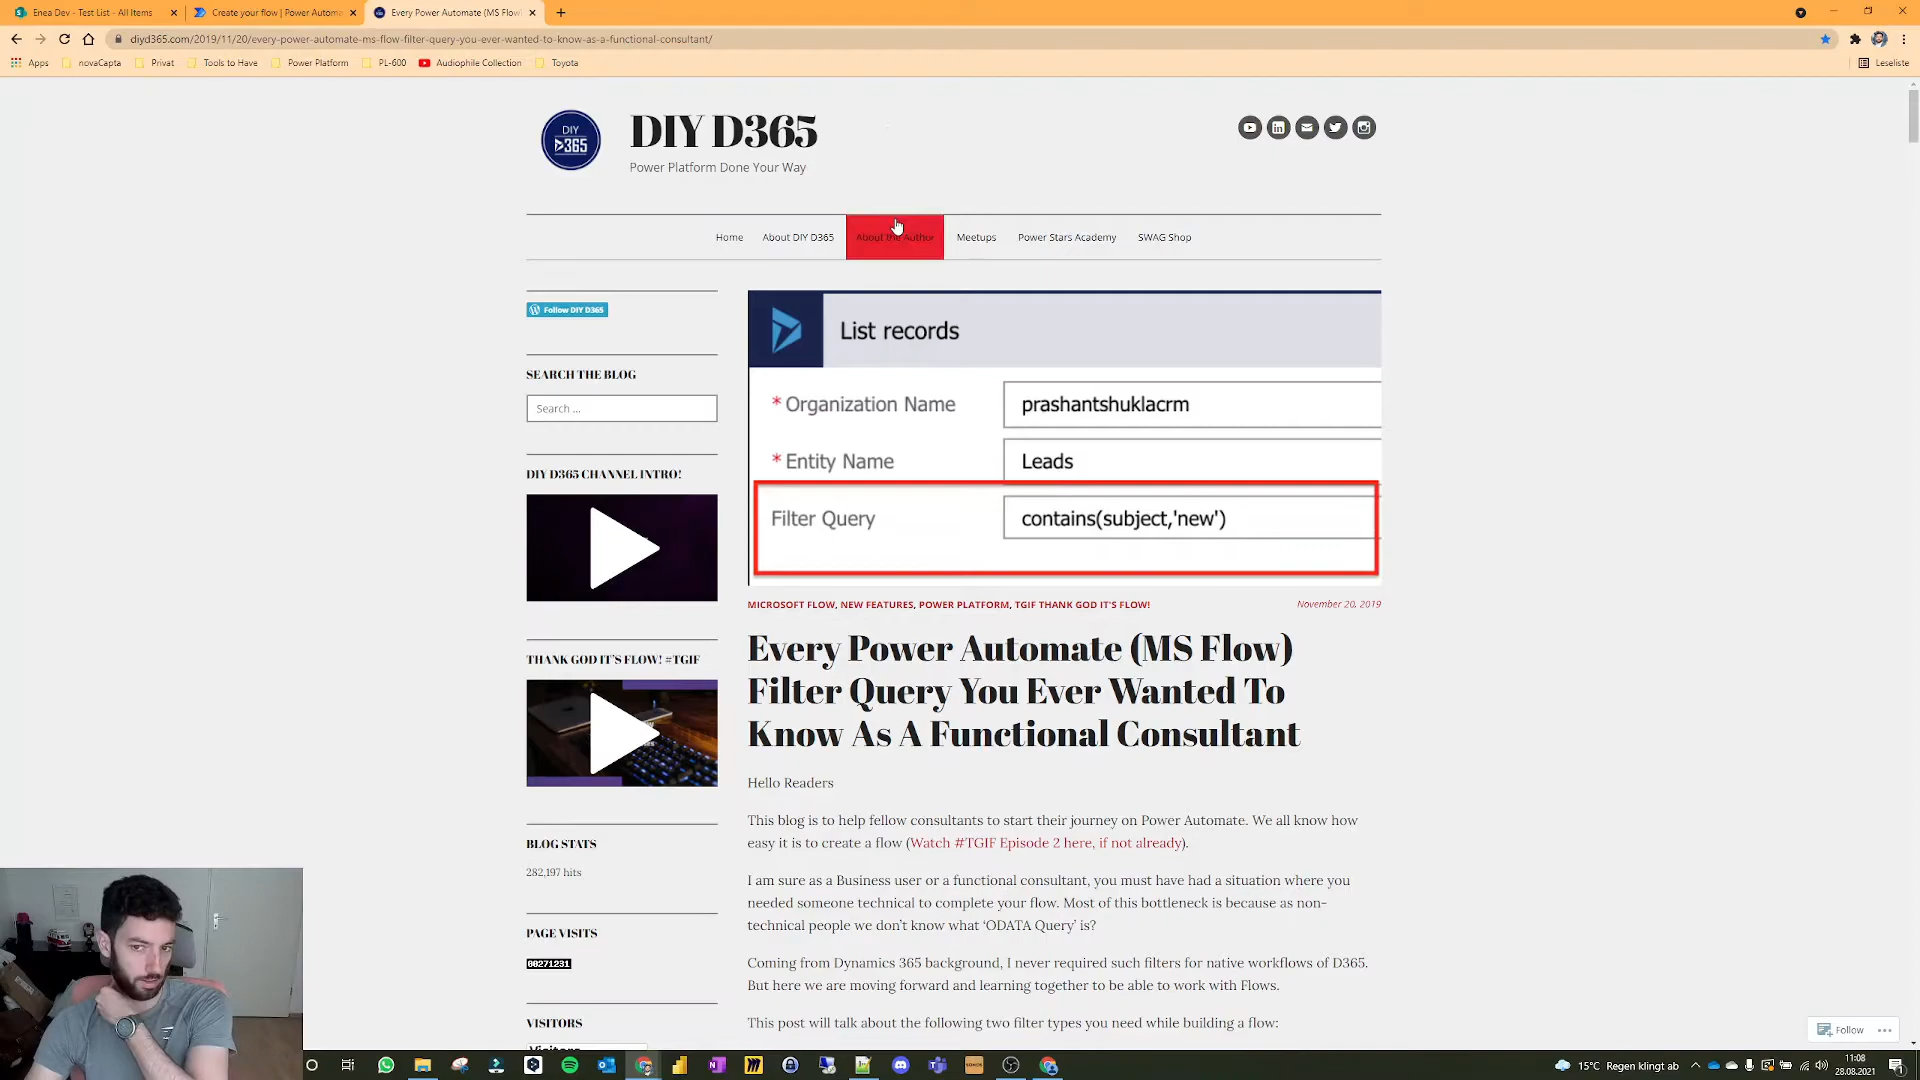 Enea Dev - Test List - All Items
Create your flow | Power Automa
Every Power Automate (MS Flow)
diyd365.com/2019/11/20/every-power-automate-ms-flow-filter-query-you-ever-wanted-to-know-as-a-functional-consultant/
Apps
novaCapta
Privat
Tools to Have
Power Platform
PL-600
Audiophile Collection
Toyota
Leseliste
DIY D365
DIY D365
Power Platform Done Your Way
Home
About DIY D365
About the Author
Meetups
Power Stars Academy
SWAG Shop
Follow DIY D365
SEARCH THE BLOG
Search ...
DIY D365 CHANNEL INTRO!
THANK GOD IT'S FLOW! #TGIF
BLOG STATS
282,197 hits
PAGE VISITS
00271231
VISITORS
Visitors
List records
* Organization Name
prashantshuklacrm
* Entity Name
Leads
Filter Query
contains(subject,'new')
MICROSOFT FLOW, NEW FEATURES, POWER PLATFORM, TGIF THANK GOD IT'S FLOW!
November 20, 2019
Every Power Automate (MS Flow)
Filter Query You Ever Wanted To
Know As A Functional Consultant
Hello Readers
This blog is to help fellow consultants to start their journey on Power Automate. We all know how
easy it is to create a flow (Watch #TGIF Episode 2 here, if not already).
I am sure as a Business user or a functional consultant, you must have had a situation where you
needed someone technical to complete your flow. Most of this bottleneck is because as non-
technical people we don't know what ‘ODATA Query’ is?
Coming from Dynamics 365 background, I never required such filters for native workflows of D365.
But here we are moving forward and learning together to be able to work with Flows.
This post will talk about the following two filter types you need while building a flow:
Follow
15°C Regen klingt ab
11:08
28.08.2021